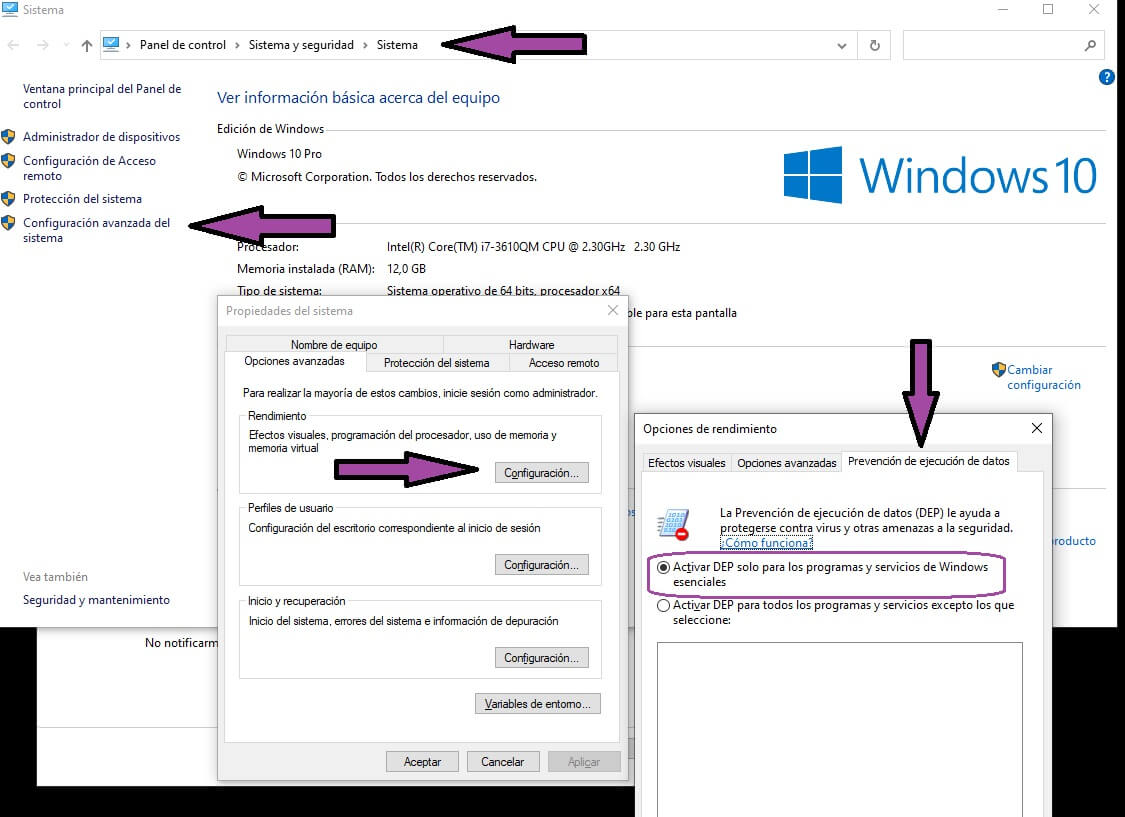 Sistema
Panel de control > Sistema y seguridad > Sistema
Ventana principal del Panel de
control
Administrador de dispositivos
Configuración de Acceso
remoto
Protección del sistema
Configuración avanzada del
sistema
Vea también
Seguridad y mantenimiento
Ver información básica acerca del equipo
Edición de Windows
Windows 10 Pro
© Microsoft Corporation. Todos los derechos reservados.
Windows 10
Procesador: Intel(R) Core(TM) i7-3610QM CPU @ 2.30GHz 2.30 GHz
Memoria instalada (RAM): 12,0 GB
Tipo de sistema: Sistema operativo de 64 bits, procesador x64
ble para esta pantalla
Cambiar
configuración
roducto
No notificarm
Propiedades del sistema
Nombre de equipo Hardware
Opciones avanzadas Protección del sistema Acceso remoto
Para realizar la mayoría de estos cambios, inicie sesión como administrador.
Rendimiento
Efectos visuales, programación del procesador, uso de memoria y
memoria virtual
Configuración...
Perfiles de usuario
Configuración del escritorio correspondiente al inicio de sesión
Configuración...
Inicio y recuperación
Inicio del sistema, errores del sistema e información de depuración
Configuración...
Variables de entorno...
Aceptar Cancelar Aplicar
Opciones de rendimiento
Efectos visuales Opciones avanzadas Prevención de ejecución de datos
La Prevención de ejecución de datos (DEP) le ayuda a
protegerse contra virus y otras amenazas a la seguridad.
¿Cómo funciona?
Activar DEP solo para los programas y servicios de Windows
esenciales
Activar DEP para todos los programas y servicios excepto los que
seleccione: